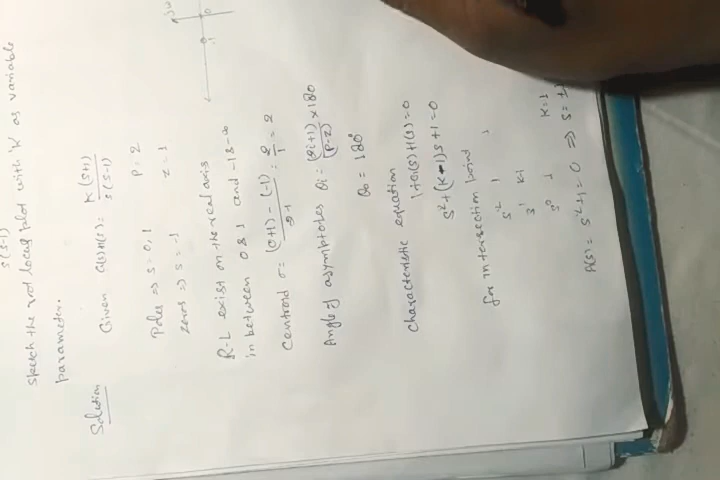 s(s-1)
sketch the root locus plot with 'K' as variable
parameter.
Solution
Given G(s)H(s) = K(s+1) / s(s-1)
Poles => s = 0, 1 P = 2
zeros => s = -1 z = 1
R-L exist on the real axis
in between 0 & 1 and -1 & -∞
Centroid σ = (0+1) - (-1) / 2-1 = 2/1 = 2
Angle of asymptotes θi = (2i+1) × 180 / (P-Z)
θ0 = 180°
characteristic equation
1+G(s)H(s)=0
s²+(K-1)s+1=0
for intersection point
s² 1 1
s¹ K-1
s⁰ 1
K=1
A(s) = s²+1 = 0 => s = ±